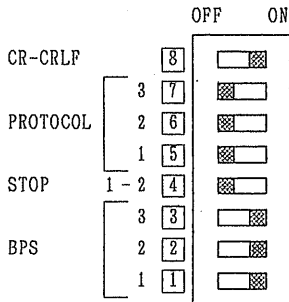 OFF ON
CR-CRLF 8
3 7
PROTOCOL 2 6
1 5
STOP 1-2 4
3 3
BPS 2 2
1 1